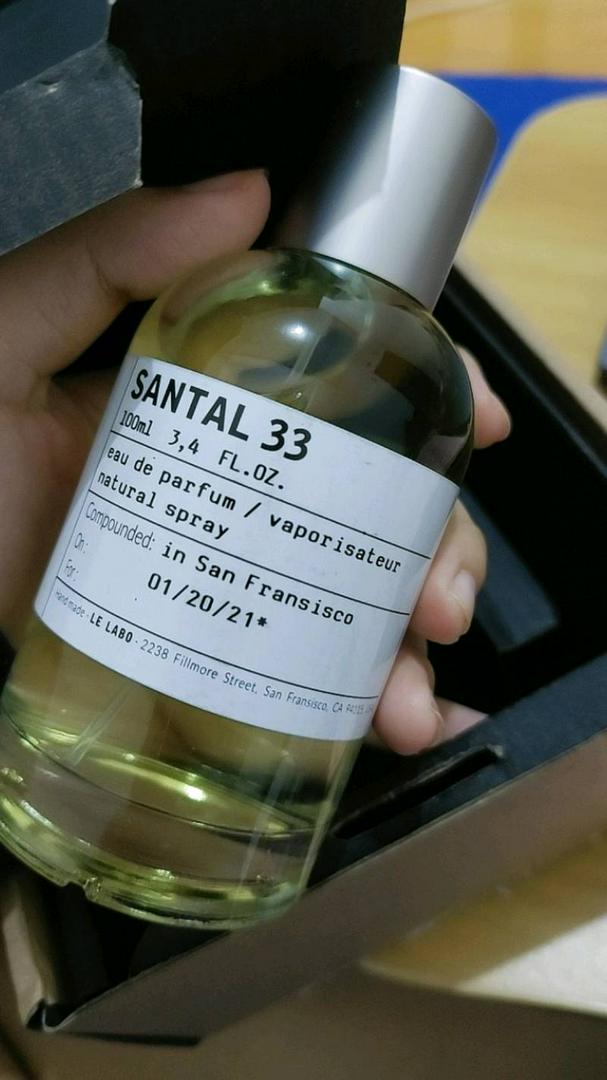 SANTAL 33
100ml 3,4 FL.OZ.
eau de parfum / vaporisateur
natural spray
Compounded: in San Fransisco
On: 01/20/21*
For:
Hand made - LE LABO - 2238 Fillmore Street, San Fransisco, CA